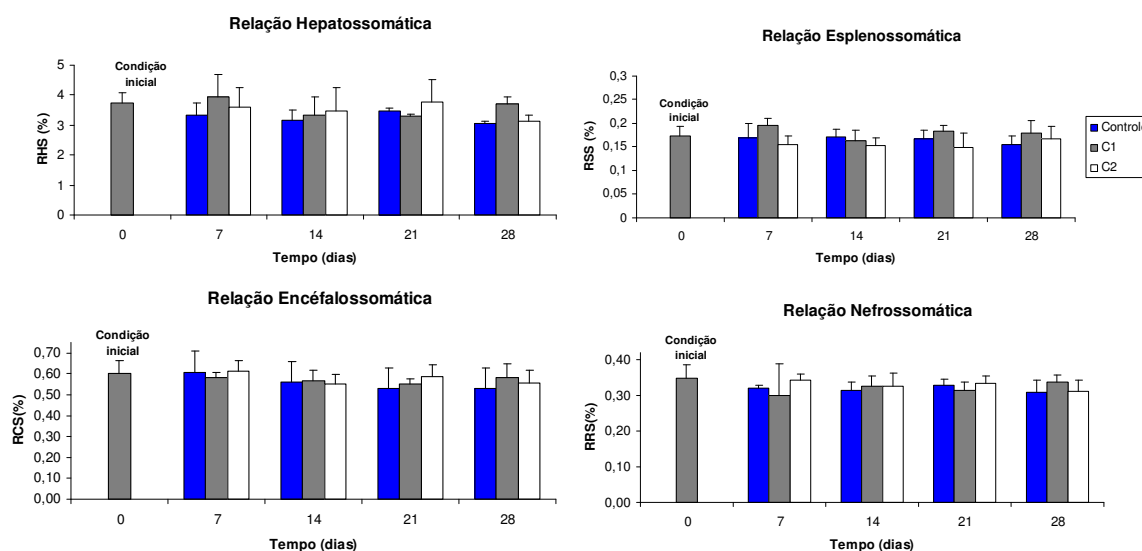 Relação Hepatossomática
5
4
3
2
1
0
RHS (%)
Condição
inicial
0 7 14 21 28
Tempo (dias)
Relação Esplenossomática
0,3
0,25
0,2
0,15
0,1
0,05
0
RSS (%)
Condição
inicial
0 7 14 21 28
Tempo (dias)
Controle
C1
C2
Relação Encéfalossomática
0,70
0,60
0,50
0,40
0,30
0,20
0,10
0,00
RCS(%)
Condição
inicial
0 7 14 21 28
Tempo (dias)
Relação Nefrossomática
0,40
0,30
0,20
0,10
0,00
RRS(%)
Condição
inicial
0 7 14 21 28
Tempo (dias)